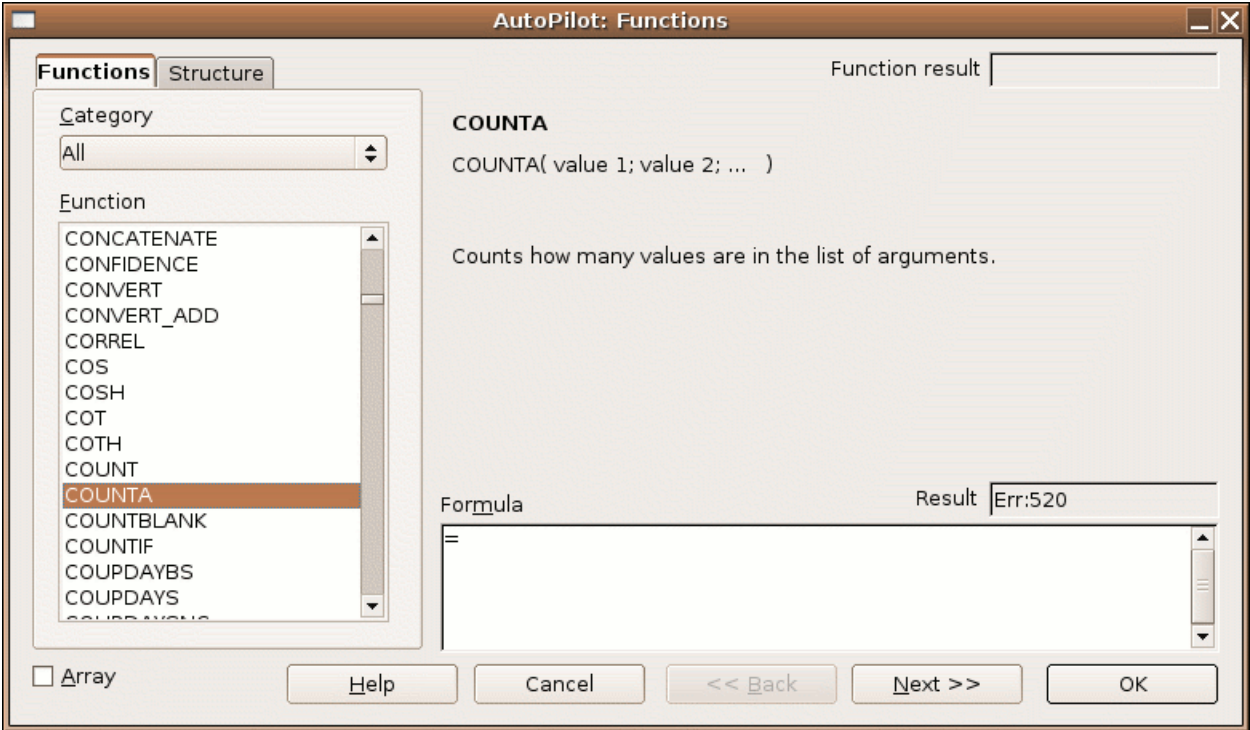 AutoPilot: Functions
Functions Structure
Function result
Category
All
Function
CONCATENATE
CONFIDENCE
CONVERT
CONVERT_ADD
CORREL
COS
COSH
COT
COTH
COUNT
COUNTA
COUNTBLANK
COUNTIF
COUPDAYBS
COUPDAYS
COUNTA
COUNTA( value 1; value 2; ... )
Counts how many values are in the list of arguments.
Formula
Result Err:520
=
Array
Help
Cancel
<< Back
Next >>
OK